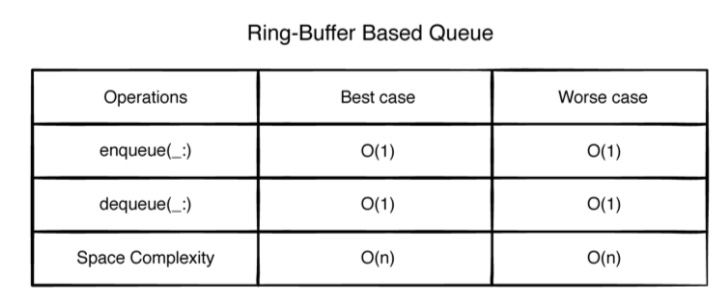 Ring-Buffer Based Queue
Operations Best case Worse case
enqueue(_:) O(1) O(1)
dequeue(_:) O(1) O(1)
Space Complexity O(n) O(n)